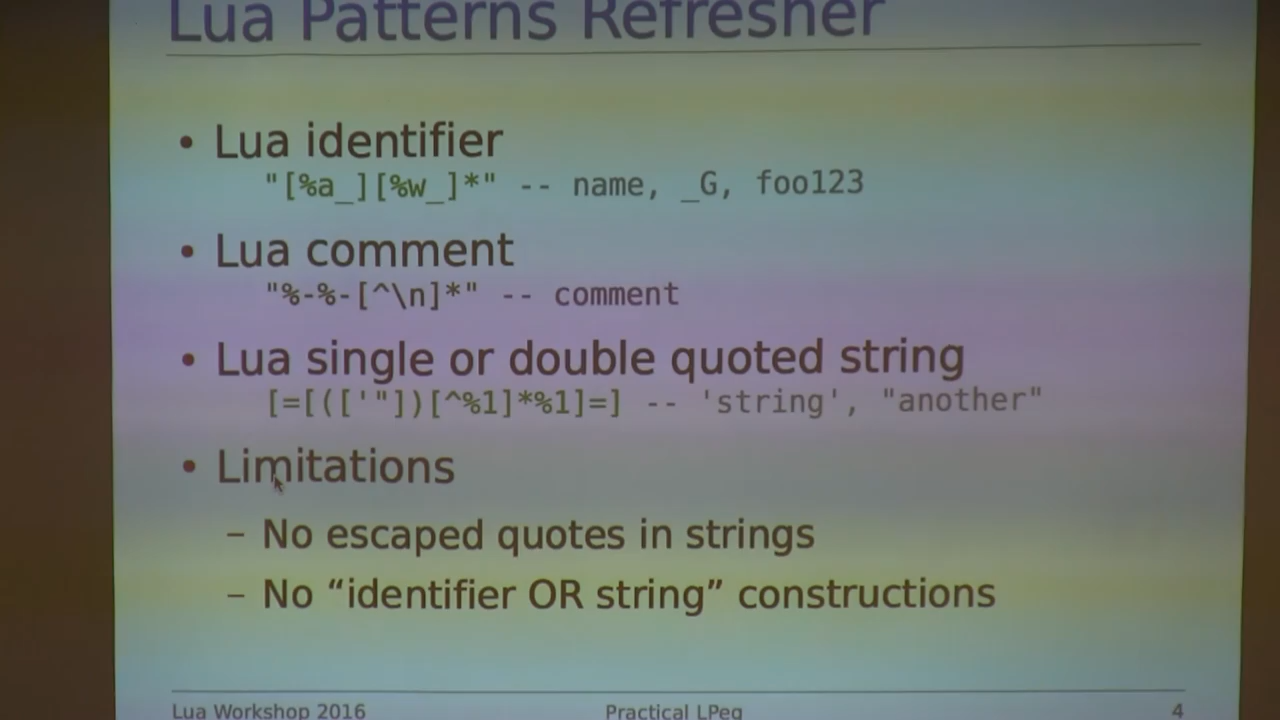 Lua Patterns Refresher
• Lua identifier
"[%a_][%w_]*" -- name, _G, foo123
• Lua comment
"%-%-[^\n]*" -- comment
• Lua single or double quoted string
[=[(['"])[^%1]*%1]=] -- 'string', "another"
• Limitations
– No escaped quotes in strings
– No “identifier OR string” constructions
Lua Workshop 2016 Practical LPeg 4